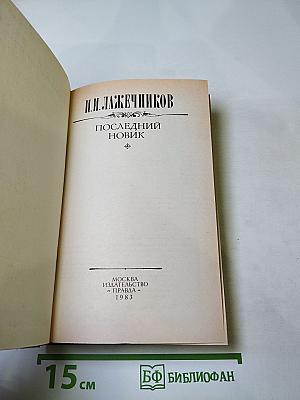 И.И. ЛАЖЕЧНИКОВ
ПОСЛЕДНИЙ
НОВИК
МОСКВА
ИЗДАТЕЛЬСТВО
«ПРАВДА»
1983
15 см
БФ БИБЛИОФАН